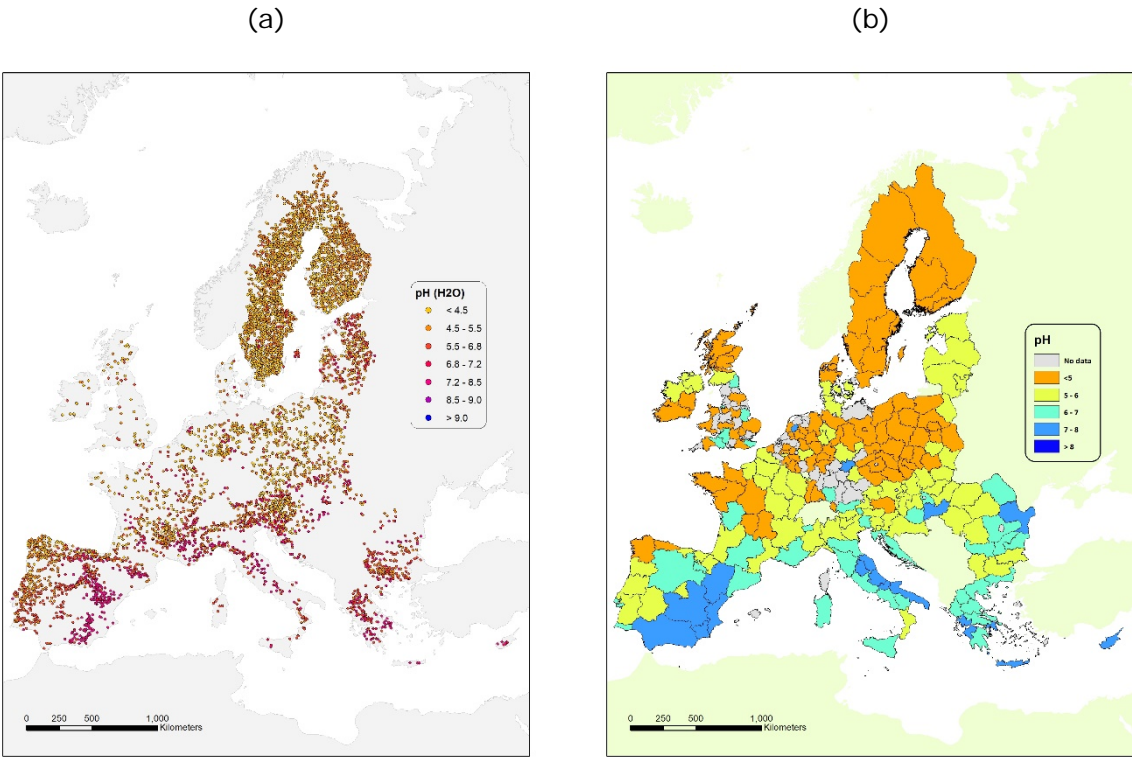 (a)
(b)
pH (H2O)
< 4.5
4.5 - 5.5
5.5 - 6.8
6.8 - 7.2
7.2 - 8.5
8.5 - 9.0
> 9.0
0 250 500 1,000
Kilometers
pH
No data
<5
5 - 6
6 - 7
7 - 8
> 8
0 250 500 1,000
Kilometers